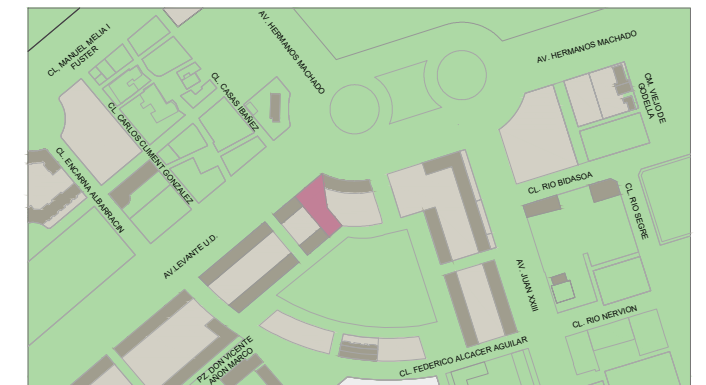 CL. MANUEL MELIA I
FUSTER
AV. HERMANOS MACHADO
AV. HERMANOS MACHADO
CL. CASAS IBAÑEZ
CM. VIEJO DE
GODELLA
CL. CARLOS CLIMENT GONZALEZ
CL. ENCARNA ALBARRACIN
CL. RIO BIDASOA
CL. RIO SEGRE
AV LEVANTE U.D.
AV. JUAN XXIII
CL. RIO NERVION
PZ. DON VICENTE
AÑON MARCO
CL. FEDERICO ALCACER AGUILAR